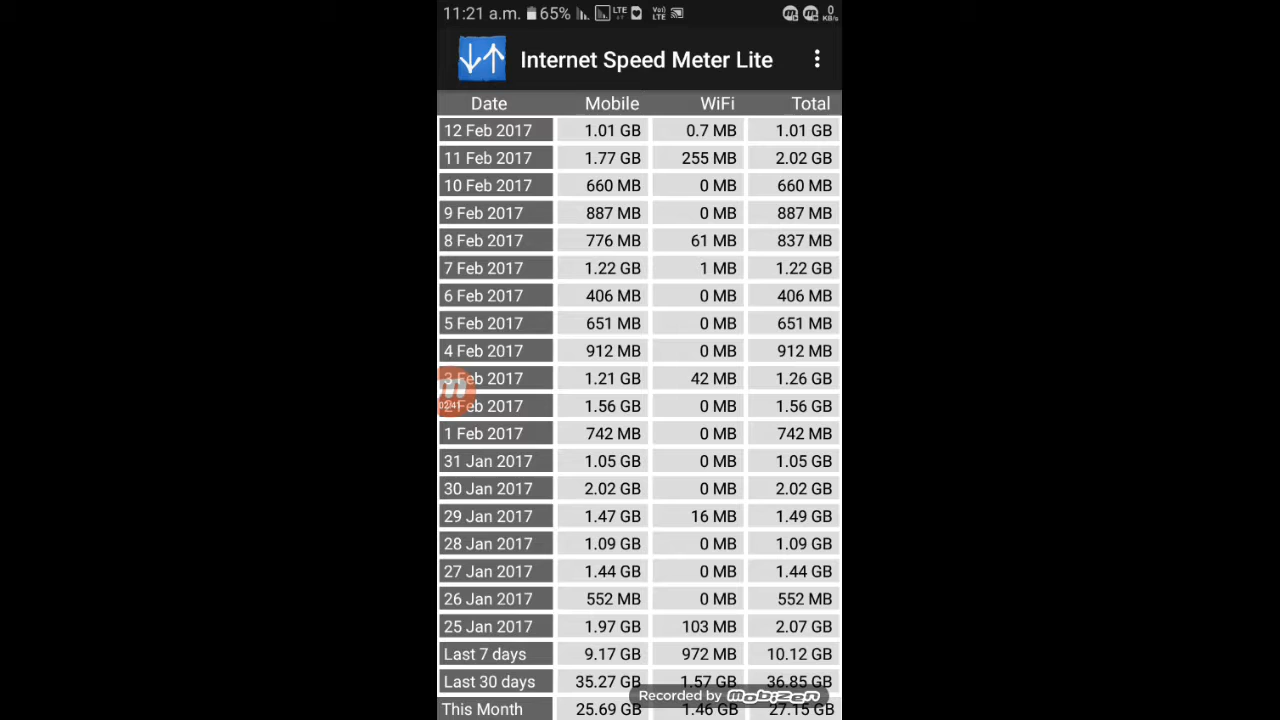 11:21 a.m. 65% LTE Vo) LTE 0 KB/s
Internet Speed Meter Lite
Date Mobile WiFi Total
12 Feb 2017 1.01 GB 0.7 MB 1.01 GB
11 Feb 2017 1.77 GB 255 MB 2.02 GB
10 Feb 2017 660 MB 0 MB 660 MB
9 Feb 2017 887 MB 0 MB 887 MB
8 Feb 2017 776 MB 61 MB 837 MB
7 Feb 2017 1.22 GB 1 MB 1.22 GB
6 Feb 2017 406 MB 0 MB 406 MB
5 Feb 2017 651 MB 0 MB 651 MB
4 Feb 2017 912 MB 0 MB 912 MB
3 Feb 2017 1.21 GB 42 MB 1.26 GB
02:41
2 Feb 2017 1.56 GB 0 MB 1.56 GB
1 Feb 2017 742 MB 0 MB 742 MB
31 Jan 2017 1.05 GB 0 MB 1.05 GB
30 Jan 2017 2.02 GB 0 MB 2.02 GB
29 Jan 2017 1.47 GB 16 MB 1.49 GB
28 Jan 2017 1.09 GB 0 MB 1.09 GB
27 Jan 2017 1.44 GB 0 MB 1.44 GB
26 Jan 2017 552 MB 0 MB 552 MB
25 Jan 2017 1.97 GB 103 MB 2.07 GB
Last 7 days 9.17 GB 972 MB 10.12 GB
Last 30 days 35.27 GB 1.57 GB 36.85 GB
Recorded by mobizen
This Month 25.69 GB 1.46 GB 27.15 GB